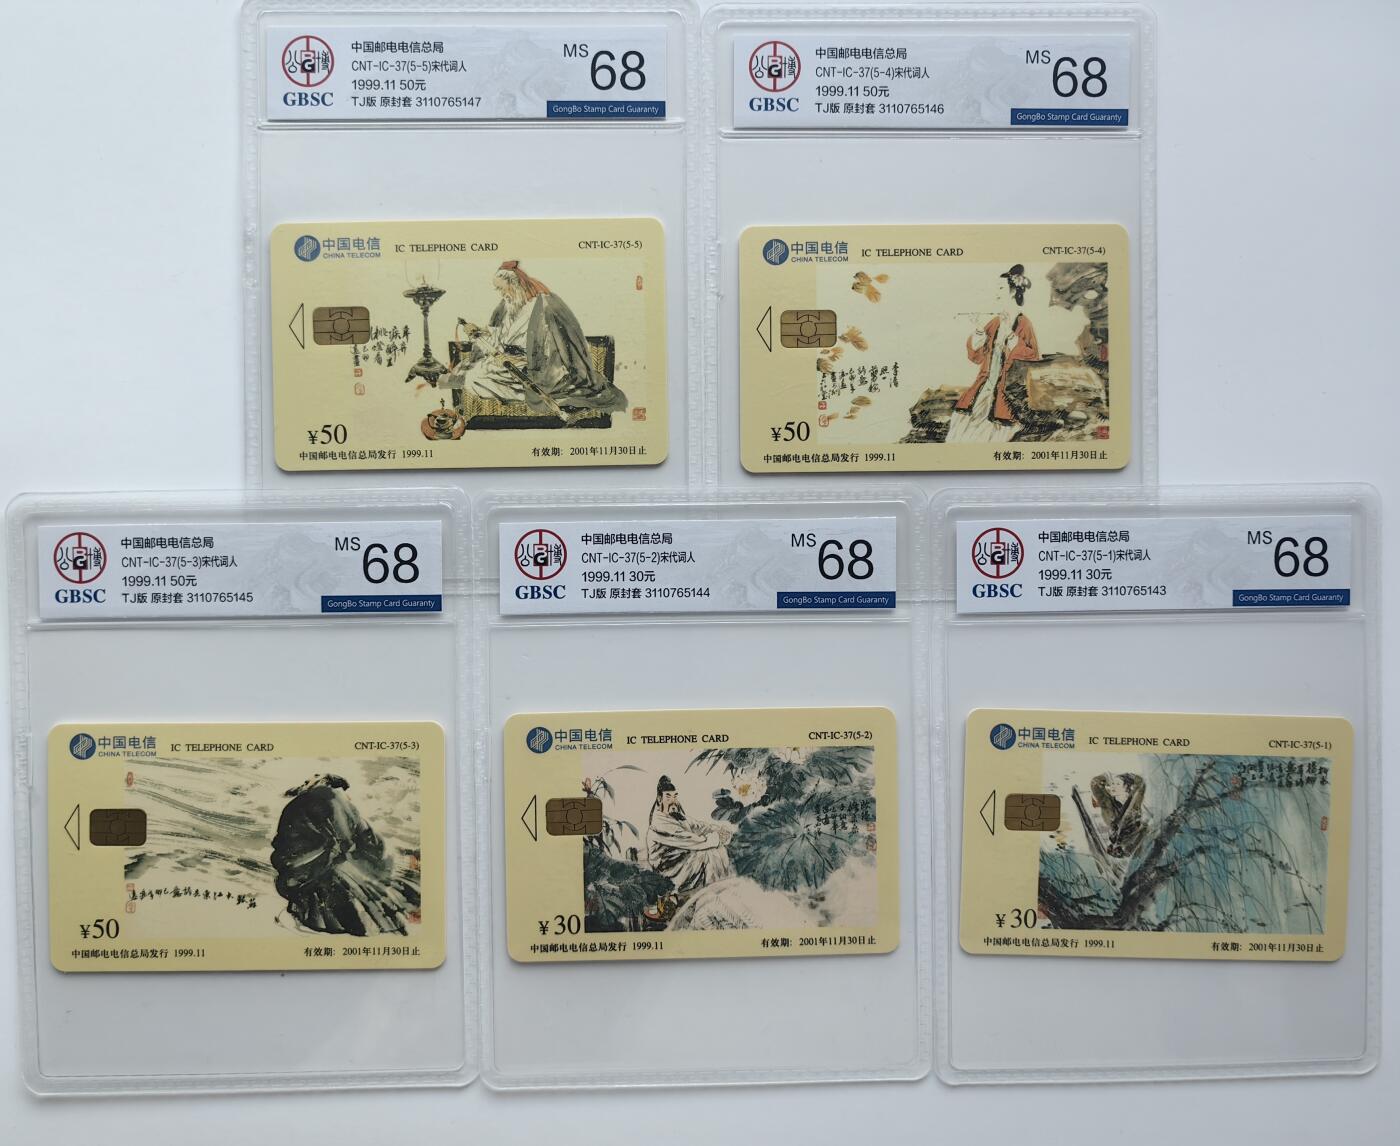 中国邮电电信总局
CNT-IC-37(5-5)宋代词人
1999.11 50元
TJ版 原封套 3110765147
MS 68
GBSC
GongBo Stamp Card Guaranty
中国电信
CHINA TELECOM
IC TELEPHONE CARD
CNT-IC-37(5-5)
¥50
中国邮电电信总局发行 1999.11
有效期: 2001年11月30日止
中国邮电电信总局
CNT-IC-37(5-4)宋代词人
1999.11 50元
TJ版 原封套 3110765146
MS 68
GBSC
GongBo Stamp Card Guaranty
中国电信
CHINA TELECOM
IC TELEPHONE CARD
CNT-IC-37(5-4)
¥50
中国邮电电信总局发行 1999.11
有效期: 2001年11月30日止
中国邮电电信总局
CNT-IC-37(5-3)宋代词人
1999.11 50元
TJ版 原封套 3110765145
MS 68
GBSC
GongBo Stamp Card Guaranty
中国电信
CHINA TELECOM
IC TELEPHONE CARD
CNT-IC-37(5-3)
¥50
中国邮电电信总局发行 1999.11
有效期: 2001年11月30日止
中国邮电电信总局
CNT-IC-37(5-2)宋代词人
1999.11 30元
TJ版 原封套 3110765144
MS 68
GBSC
GongBo Stamp Card Guaranty
中国电信
CHINA TELECOM
IC TELEPHONE CARD
CNT-IC-37(5-2)
¥30
中国邮电电信总局发行 1999.11
有效期: 2001年11月30日止
中国邮电电信总局
CNT-IC-37(5-1)宋代词人
1999.11 30元
TJ版 原封套 3110765143
MS 68
GBSC
GongBo Stamp Card Guaranty
中国电信
CHINA TELECOM
IC TELEPHONE CARD
CNT-IC-37(5-1)
¥30
中国邮电电信总局发行 1999.11
有效期: 2001年11月30日止